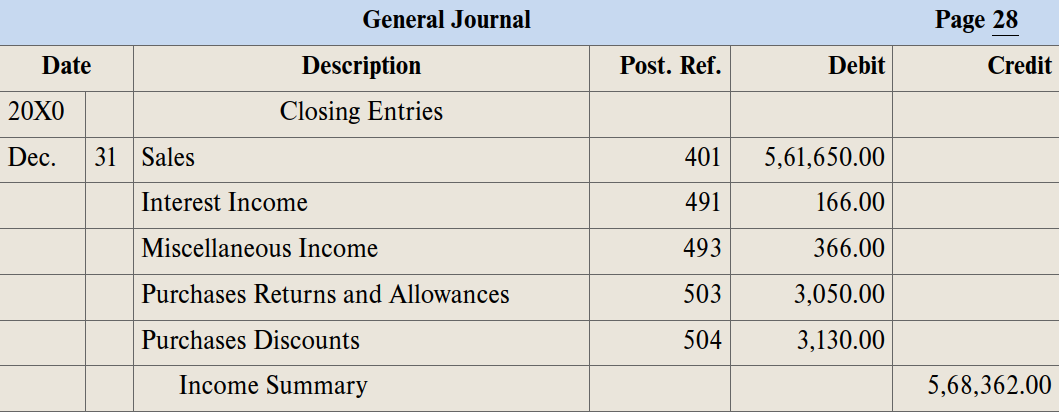 General Journal Page 28
Date Description Post. Ref. Debit Credit
20X0 Closing Entries
Dec. 31 Sales 401 5,61,650.00
Interest Income 491 166.00
Miscellaneous Income 493 366.00
Purchases Returns and Allowances 503 3,050.00
Purchases Discounts 504 3,130.00
Income Summary 5,68,362.00